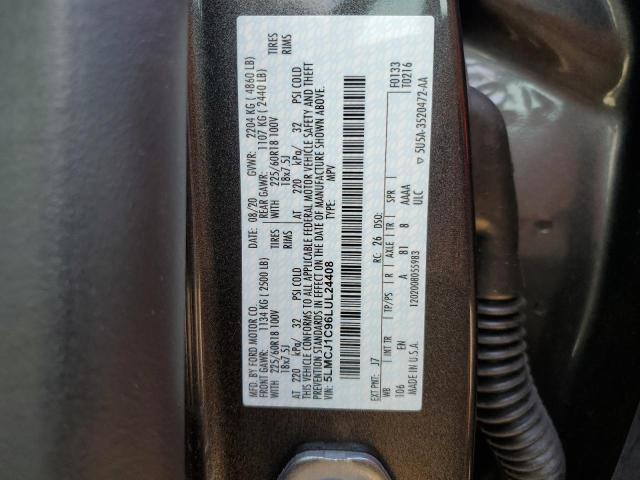 MFD. BY FORD MOTOR CO. DATE: 08/20 GVWR: 2204 KG ( 4860 LB)
FRONT GAWR: 1134 KG ( 2500 LB) REAR GAWR: 1107 KG ( 2440 LB)
WITH 225/60R18 100V TIRES WITH 225/60R18 100V TIRES
18x7.5J RIMS 18x7.5J RIMS
AT 220 kPa/ 32 PSI COLD AT 220 kPa/ 32 PSI COLD
THIS VEHICLE CONFORMS TO ALL APPLICABLE FEDERAL MOTOR VEHICLE SAFETY AND THEFT
PREVENTION STANDARDS IN EFFECT ON THE DATE OF MANUFACTURE SHOWN ABOVE.
VIN: 5LMCJ1C96LUL24408 TYPE: MPV
EXT PNT: J7 RC: 26 DSO: F0133
T0216
WB INT TR TP/PS R AXLE TR SPR
106 EN A 81 8 AAAA
MADE IN U.S.A. ULC 5U5A-3520472-AA